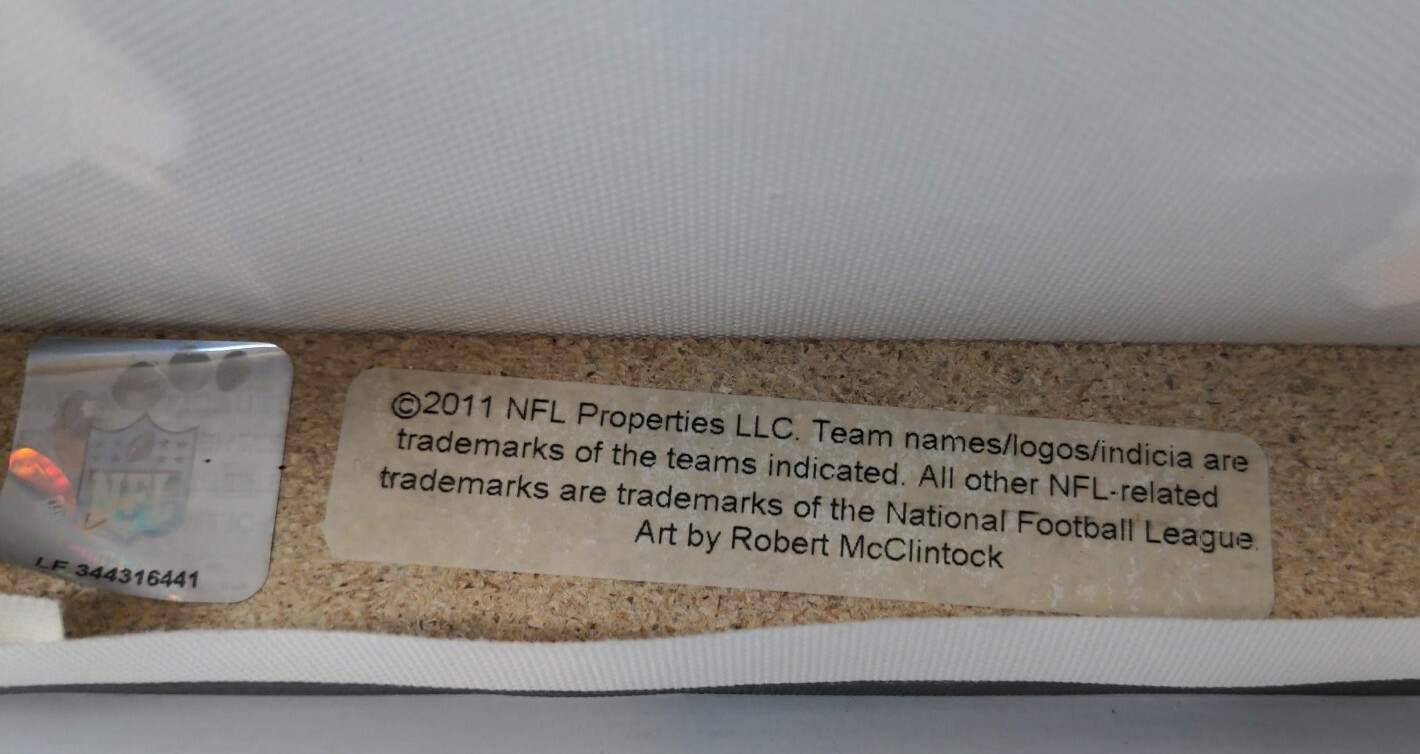 ©2011 NFL Properties LLC. Team names/logos/indicia are
trademarks of the teams indicated. All other NFL-related
trademarks are trademarks of the National Football League.
Art by Robert McClintock
NFL
LF 344316441